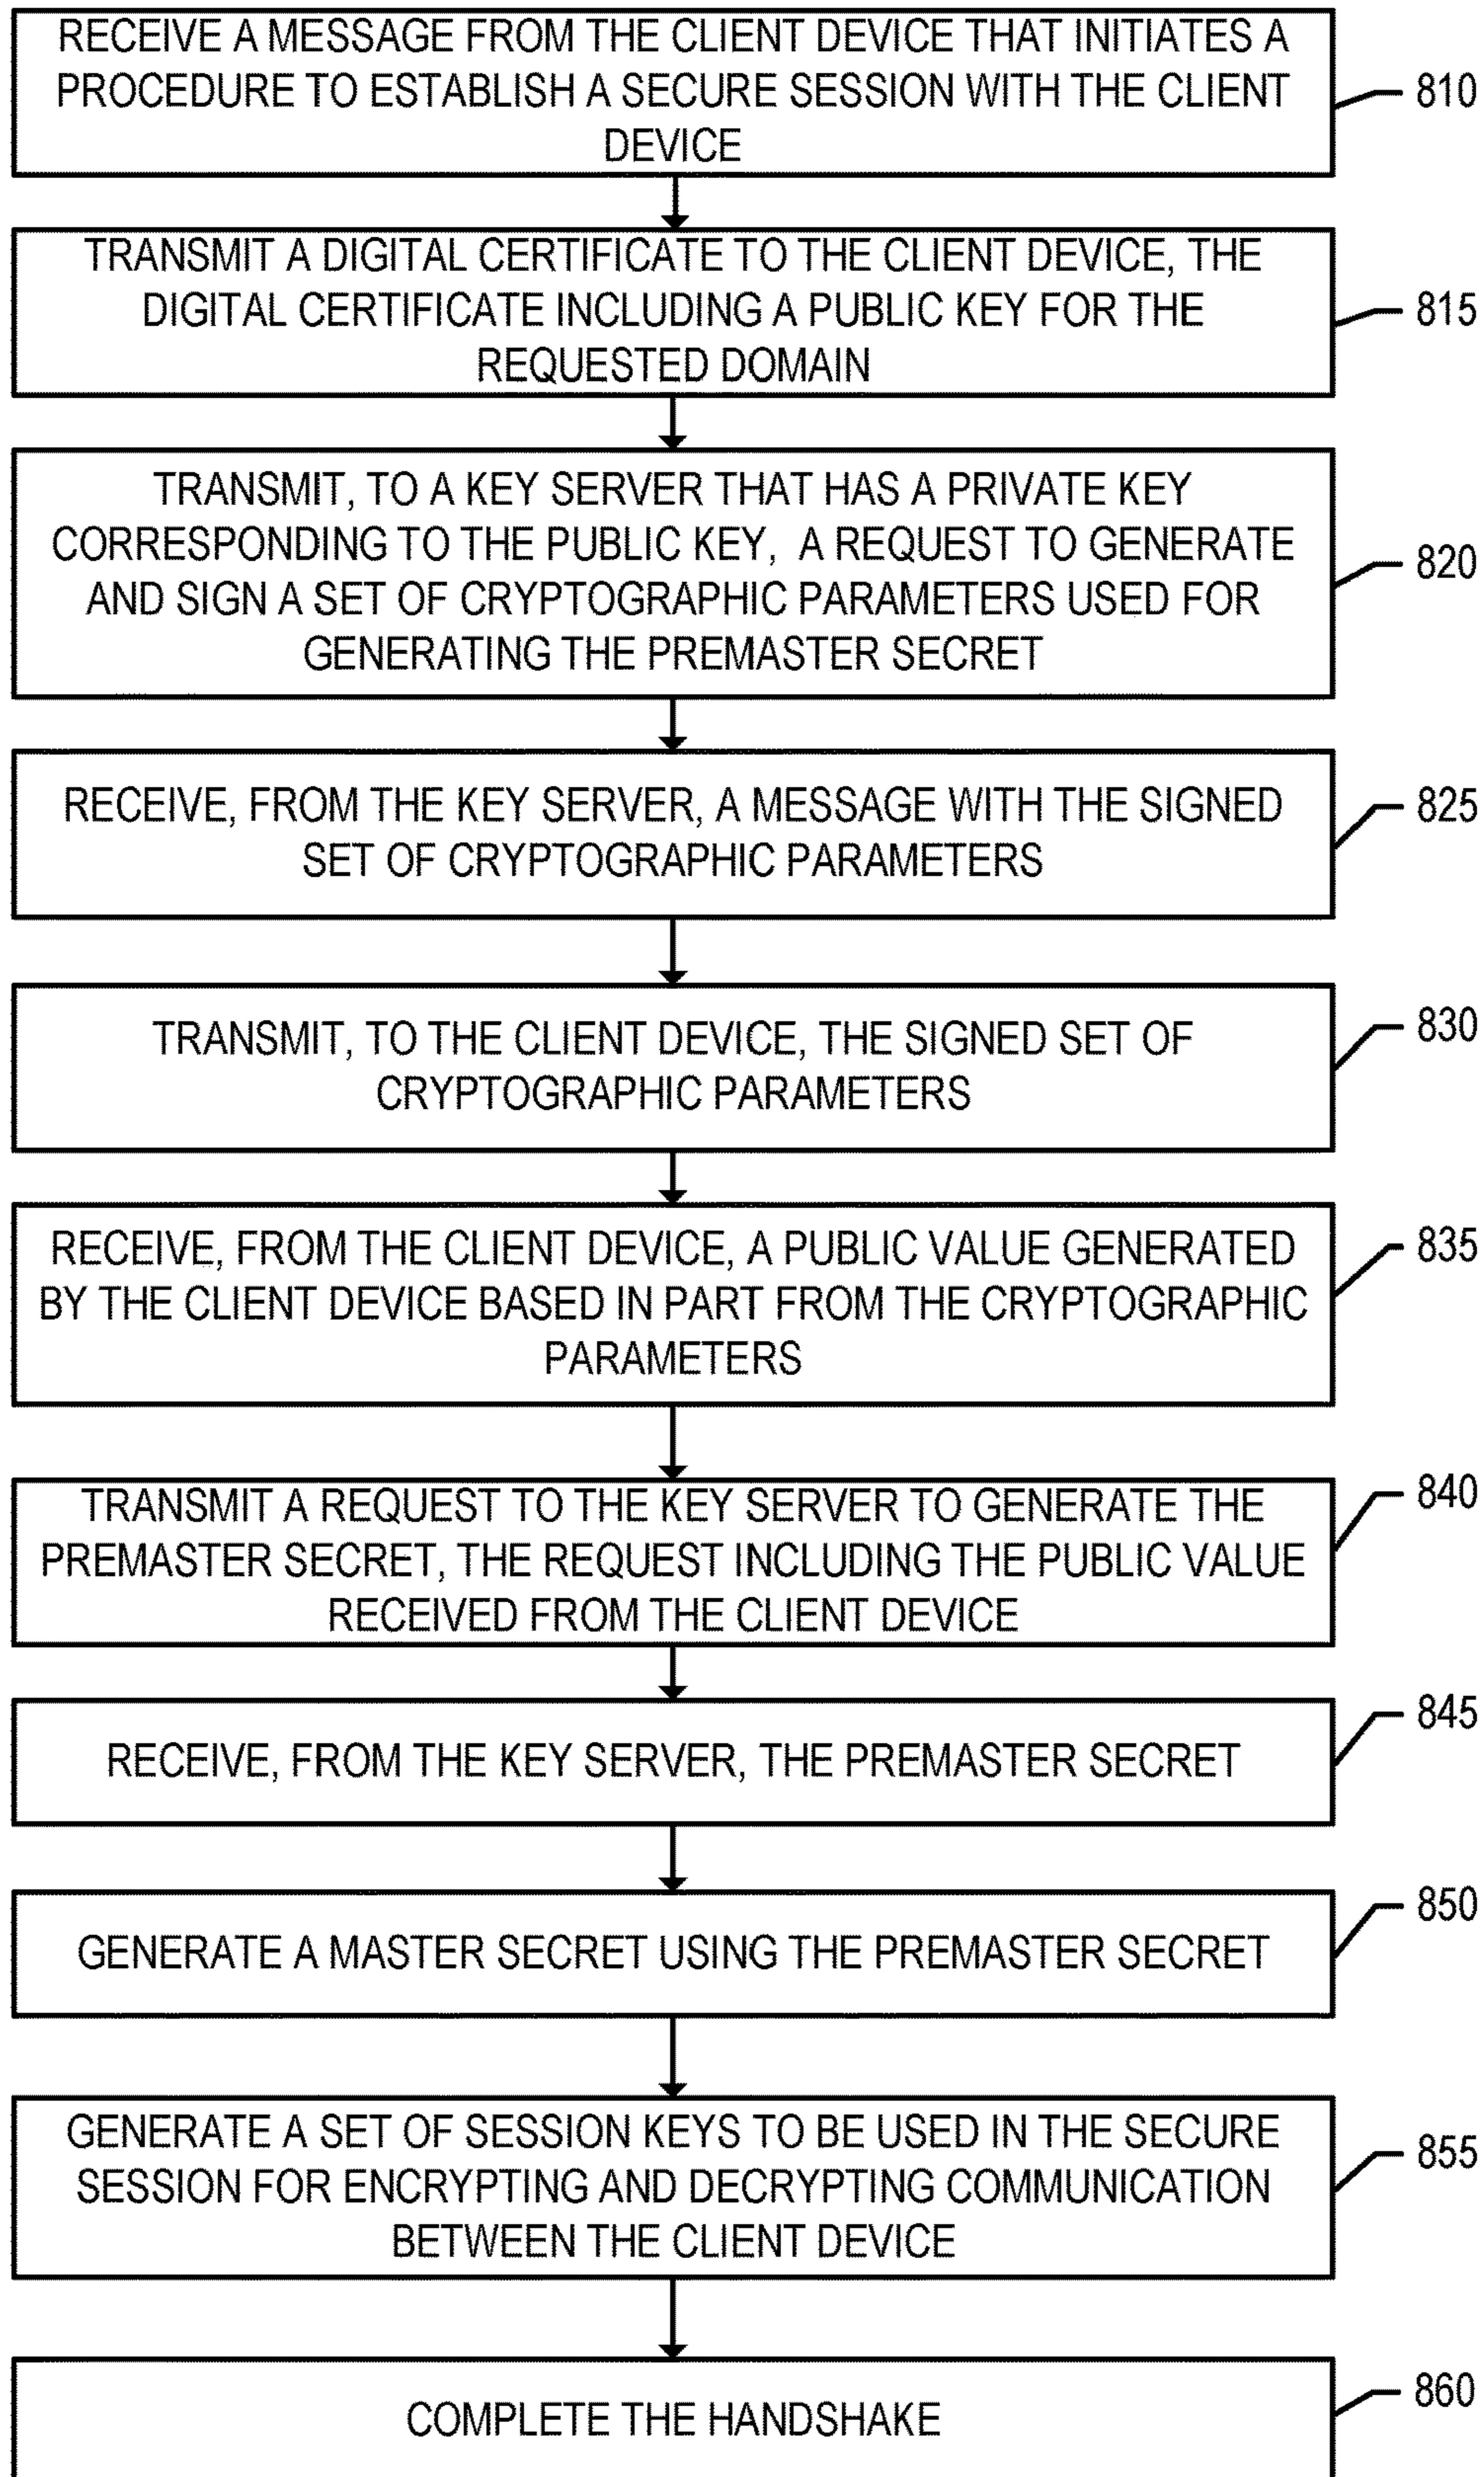 RECEIVE A MESSAGE FROM THE CLIENT DEVICE THAT INITIATES A
PROCEDURE TO ESTABLISH A SECURE SESSION WITH THE CLIENT
DEVICE
810
TRANSMIT A DIGITAL CERTIFICATE TO THE CLIENT DEVICE, THE
DIGITAL CERTIFICATE INCLUDING A PUBLIC KEY FOR THE
REQUESTED DOMAIN
815
TRANSMIT, TO A KEY SERVER THAT HAS A PRIVATE KEY
CORRESPONDING TO THE PUBLIC KEY, A REQUEST TO GENERATE
AND SIGN A SET OF CRYPTOGRAPHIC PARAMETERS USED FOR
GENERATING THE PREMASTER SECRET
820
RECEIVE, FROM THE KEY SERVER, A MESSAGE WITH THE SIGNED
SET OF CRYPTOGRAPHIC PARAMETERS
825
TRANSMIT, TO THE CLIENT DEVICE, THE SIGNED SET OF
CRYPTOGRAPHIC PARAMETERS
830
RECEIVE, FROM THE CLIENT DEVICE, A PUBLIC VALUE GENERATED
BY THE CLIENT DEVICE BASED IN PART FROM THE CRYPTOGRAPHIC
PARAMETERS
835
TRANSMIT A REQUEST TO THE KEY SERVER TO GENERATE THE
PREMASTER SECRET, THE REQUEST INCLUDING THE PUBLIC VALUE
RECEIVED FROM THE CLIENT DEVICE
840
RECEIVE, FROM THE KEY SERVER, THE PREMASTER SECRET
845
GENERATE A MASTER SECRET USING THE PREMASTER SECRET
850
GENERATE A SET OF SESSION KEYS TO BE USED IN THE SECURE
SESSION FOR ENCRYPTING AND DECRYPTING COMMUNICATION
BETWEEN THE CLIENT DEVICE
855
COMPLETE THE HANDSHAKE
860